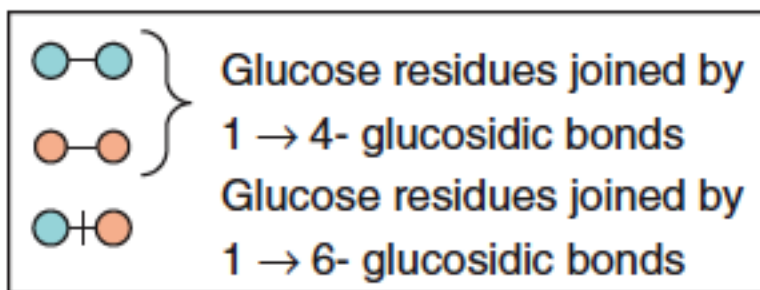 Glucose residues joined by
1 → 4- glucosidic bonds
Glucose residues joined by
1 → 6- glucosidic bonds